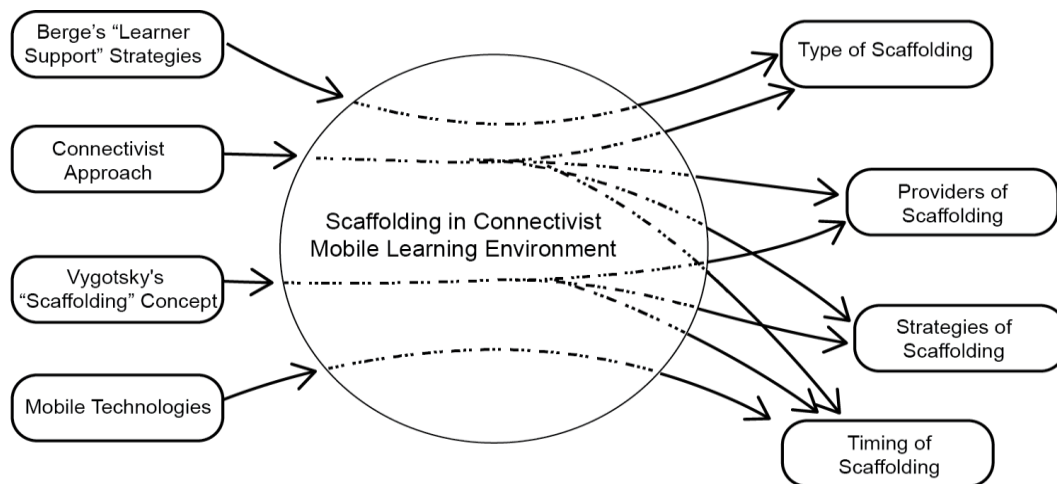 Berge’s “Learner
Support” Strategies
Connectivist
Approach
Vygotsky's
“Scaffolding” Concept
Mobile Technologies
Scaffolding in Connectivist
Mobile Learning Environment
Type of Scaffolding
Providers of
Scaffolding
Strategies of
Scaffolding
Timing of
Scaffolding